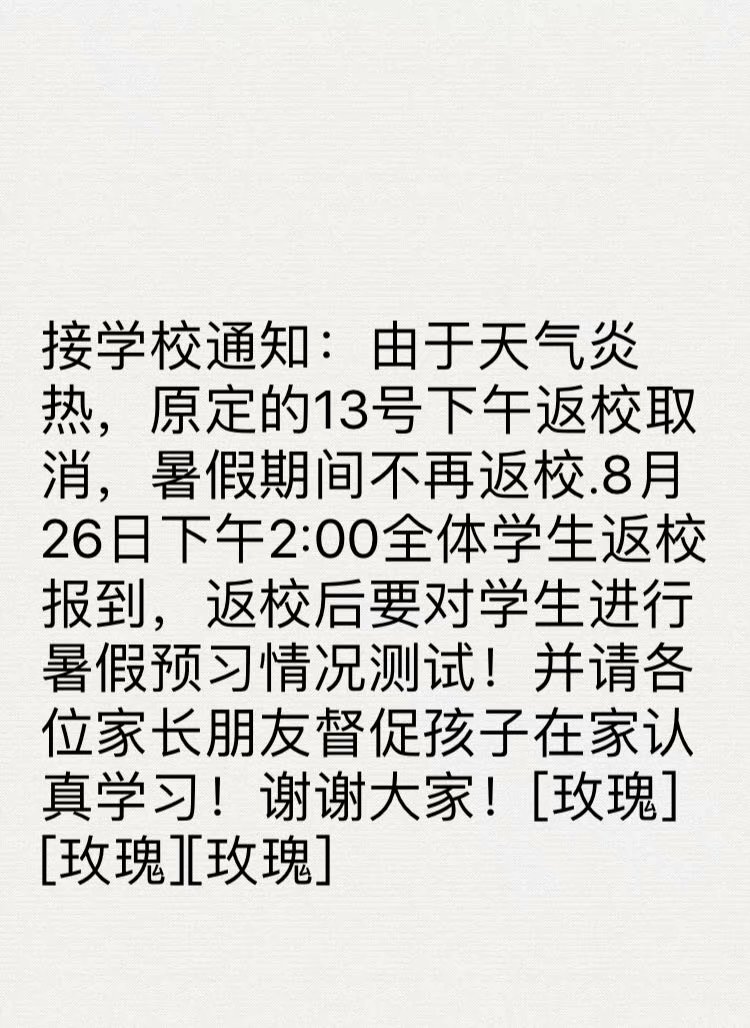 接学校通知：由于天气炎
热，原定的13号下午返校取
消，暑假期间不再返校.8月
26日下午2:00全体学生返校
报到，返校后要对学生进行
暑假预习情况测试！并请各
位家长朋友督促孩子在家认
真学习！谢谢大家！[玫瑰]
[玫瑰][玫瑰]